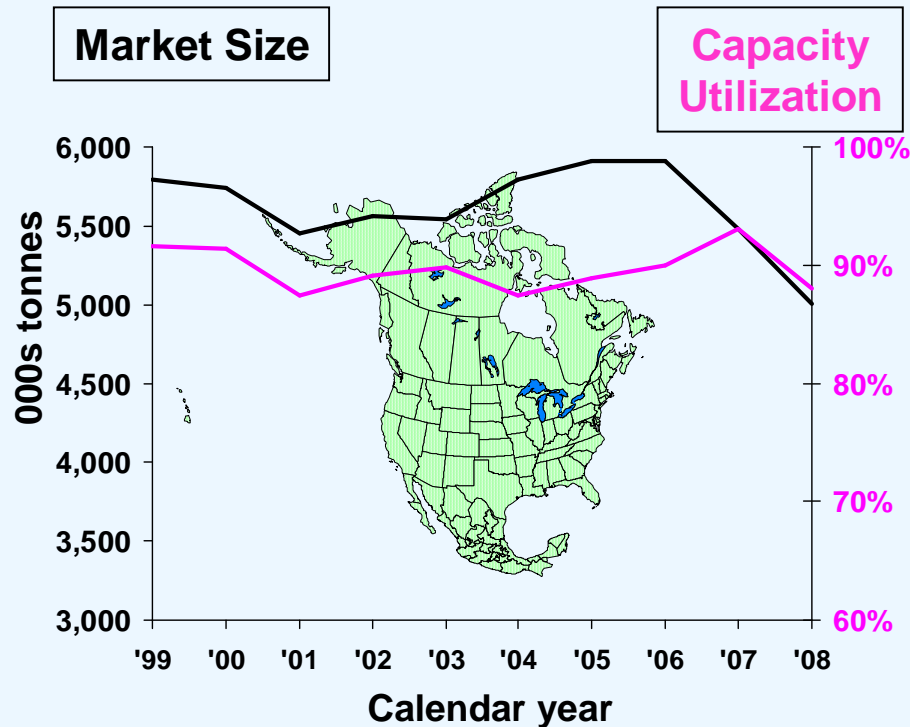 Market Size
Capacity
Utilization
000s tonnes
6,000
5,500
5,000
4,500
4,000
3,500
3,000
100%
90%
80%
70%
60%
'99 '00 '01 '02 '03 '04 '05 '06 '07 '08
Calendar year